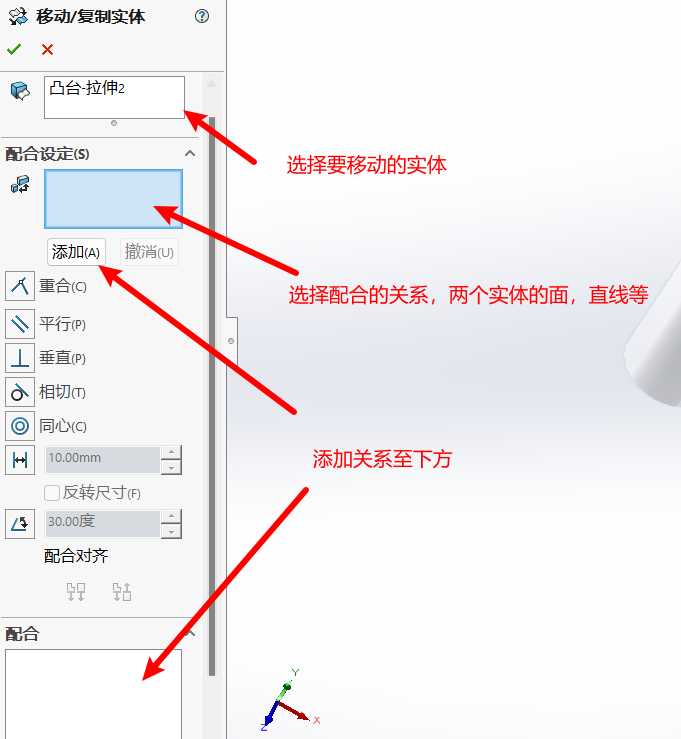 移动/复制实体
凸台-拉伸2
选择要移动的实体
配合设定(S)
添加(A)
撤消(U)
重合(C)
选择配合的关系，两个实体的面，直线等
平行(P)
垂直(P)
相切(T)
同心(C)
10.00mm
添加关系至下方
反转尺寸(F)
30.00度
配合对齐
配合
Y
X
Z